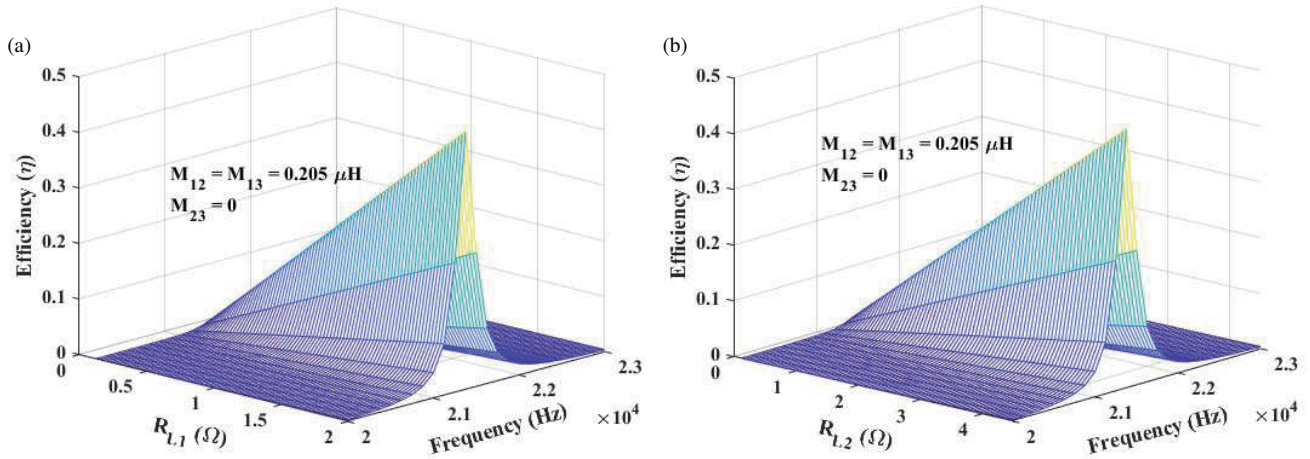 (a)
0.5
0.4
0.3
0.2
0.1
0
Efficiency (η)
M12 = M13 = 0.205 μH
M23 = 0
0
0.5
1
1.5
2
RL1 (Ω)
2
2.1
2.2
2.3
×10^4
Frequency (Hz)
(b)
0.5
0.4
0.3
0.2
0.1
0
Efficiency (η)
M12 = M13 = 0.205 μH
M23 = 0
0
1
2
3
4
RL2 (Ω)
2
2.1
2.2
2.3
×10^4
Frequency (Hz)